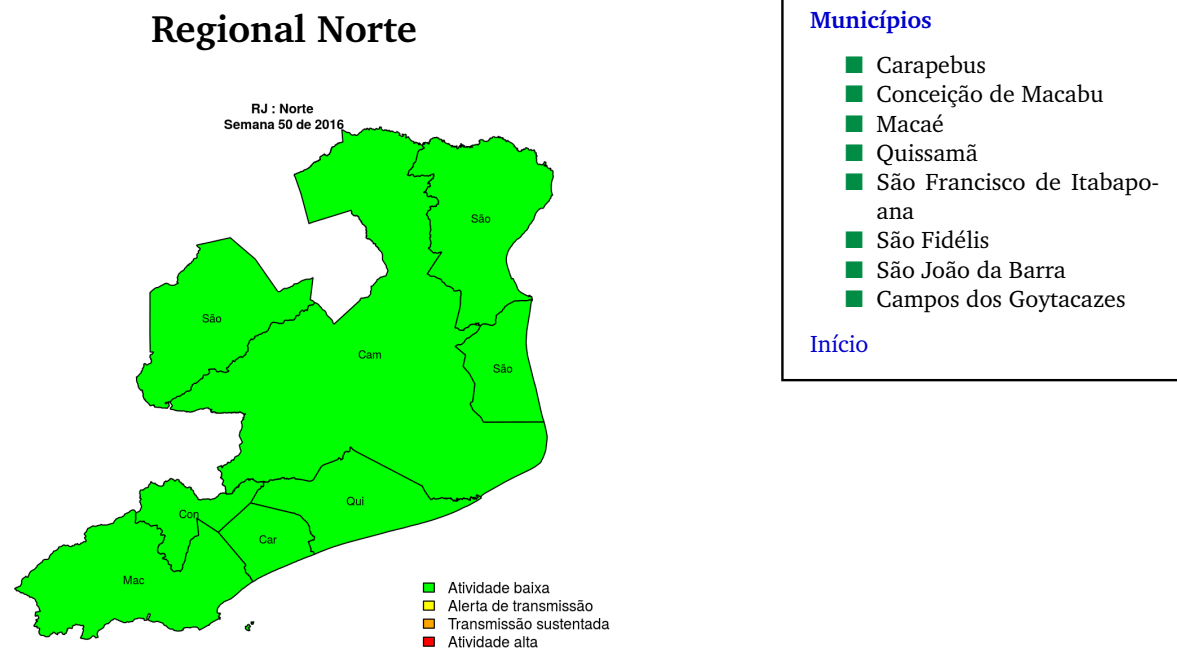 Regional Norte
RJ : Norte
Semana 50 de 2016
São
São
Cam
São
Qui
Con
Car
Mac
Atividade baixa
Alerta de transmissão
Transmissão sustentada
Atividade alta
Municípios
Carapebus
Conceição de Macabu
Macaé
Quissamã
São Francisco de Itabapo-
ana
São Fidélis
São João da Barra
Campos dos Goytacazes
Início